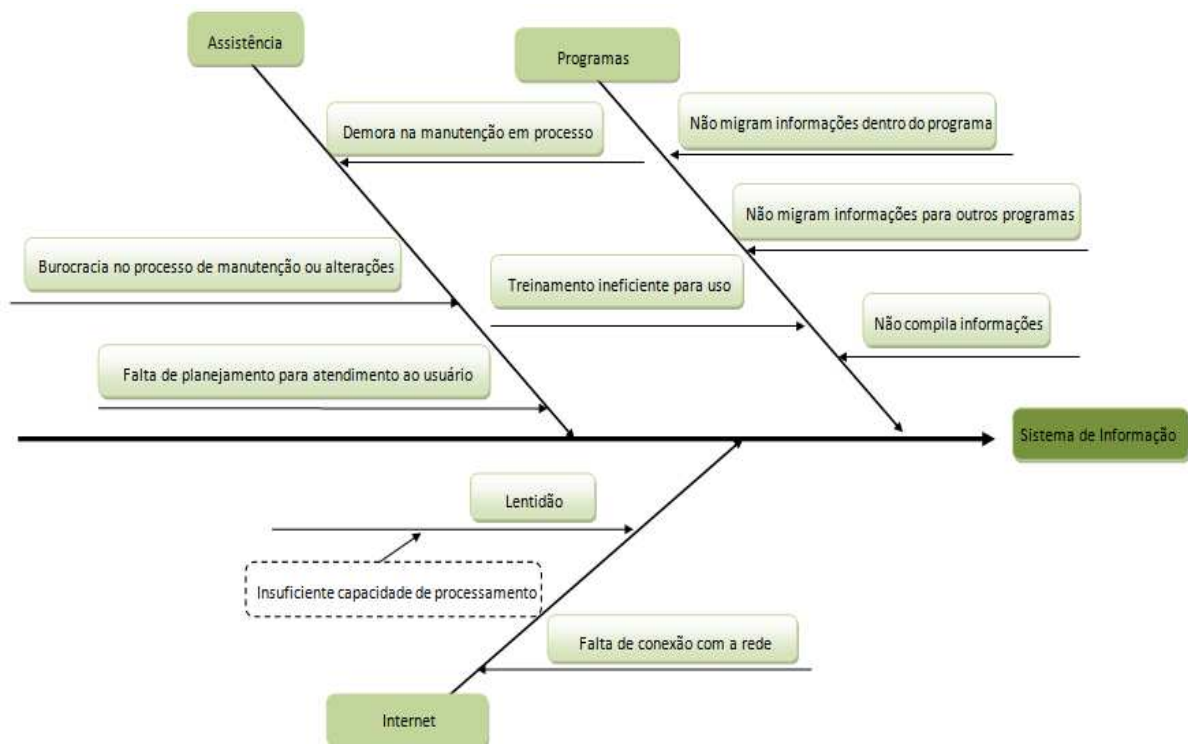 Assistência
Programas
Demora na manutenção em processo
Não migram informações dentro do programa
Não migram informações para outros programas
Burocracia no processo de manutenção ou alterações
Treinamento ineficiente para uso
Não compila informações
Falta de planejamento para atendimento ao usuário
Sistema de Informação
Lentidão
Insuficiente capacidade de processamento
Falta de conexão com a rede
Internet